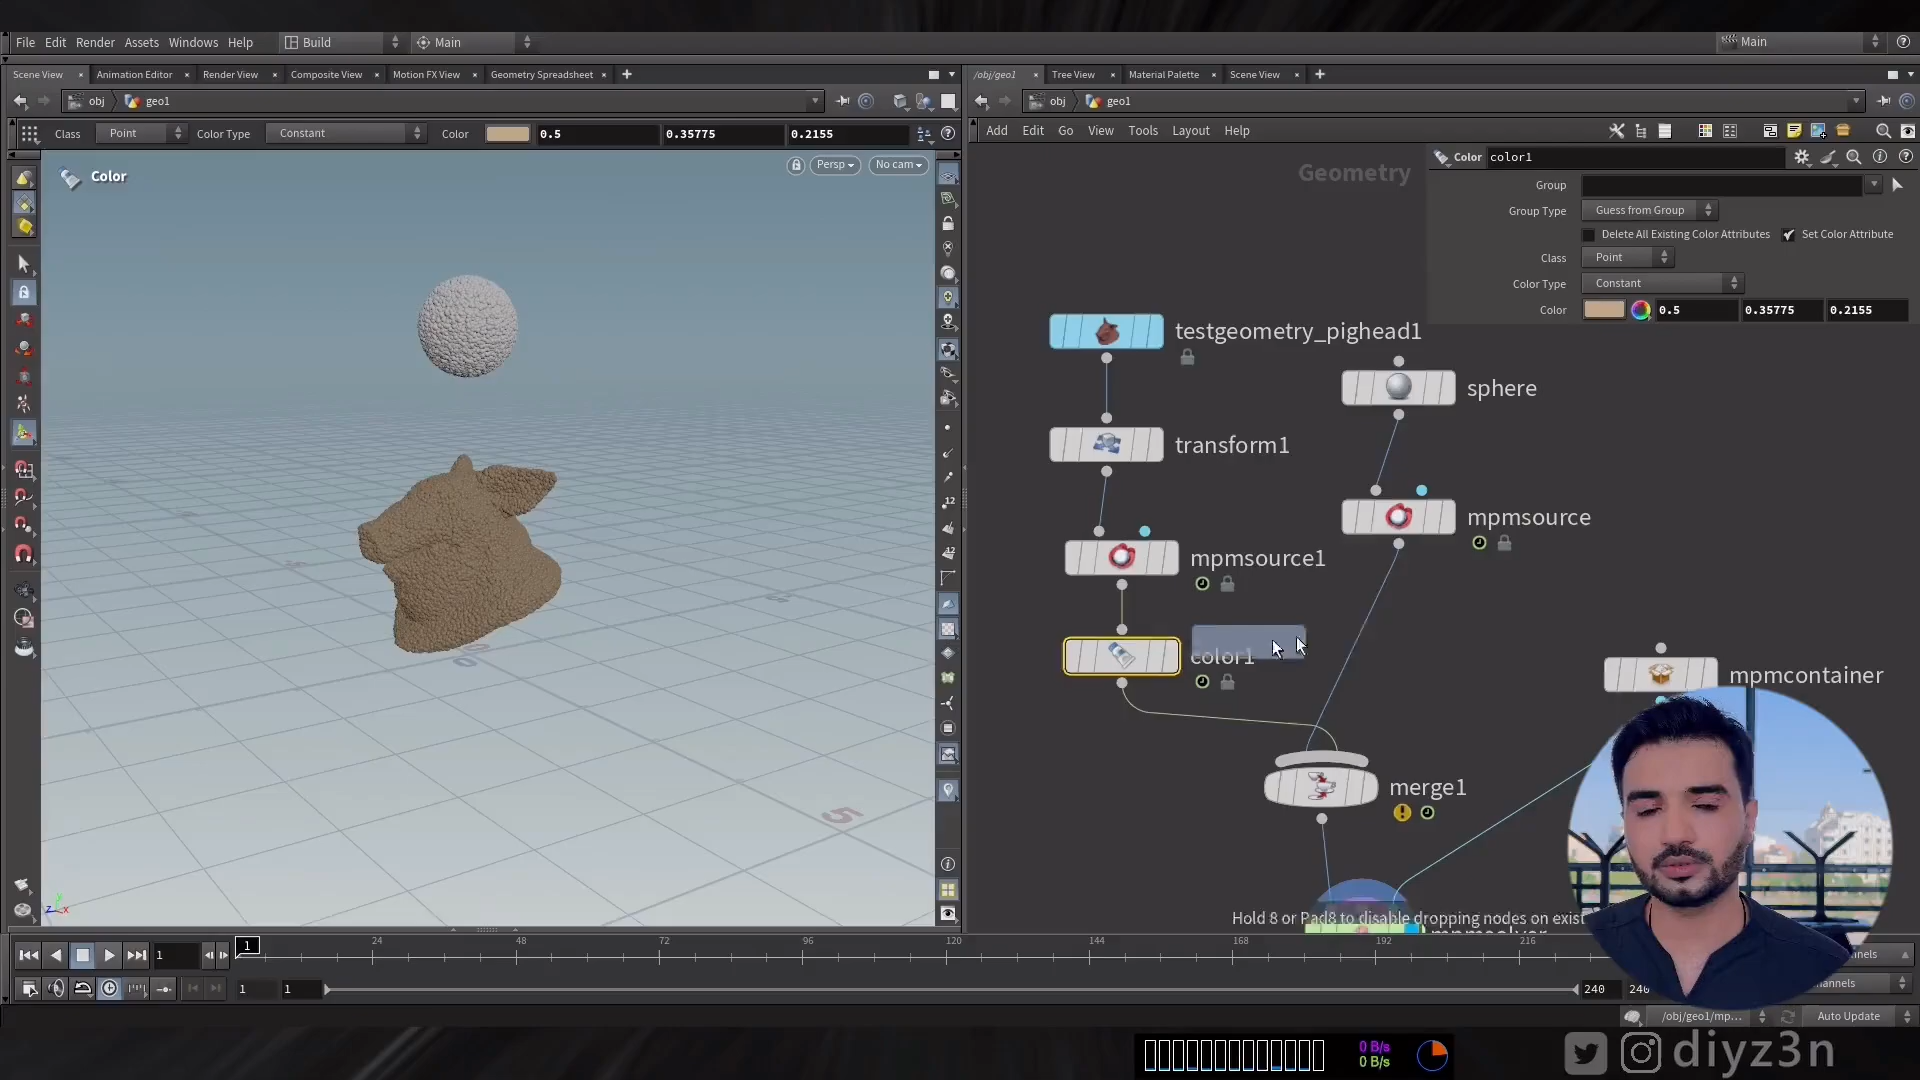 File Edit Render Assets Windows Help Build Main Main
Scene View Animation Editor Render View Composite View Motion FX View Geometry Spreadsheet
/obj/geo1 Tree View Material Palette Scene View
obj geo1
obj geo1
Class Point Color Type Constant Color 0.5 0.35775 0.2155
Add Edit Go View Tools Layout Help
Color
Persp No cam
Geometry
Color color1
Group
Group Type Guess from Group
Delete All Existing Color Attributes Set Color Attribute
Class Point
Color Type Constant
Color 0.5 0.35775 0.2155
testgeometry_pighead1
sphere
transform1
mpmsource
mpmsource1
color1
mpmcontainer
merge1
Hold 8 or Pad8 to disable dropping nodes on exist
5
12
12
z y x
1 1 24 48 72 96 120 144 168 192 216
1 1 240
/obj/geo1/mp... Auto Update
0 B/s
0 B/s
diyz3n